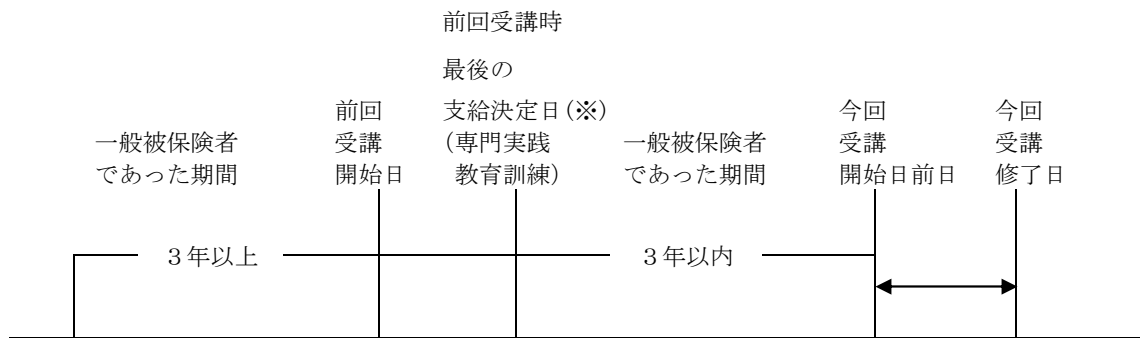 前回受講時
最後の
前回 支給決定日(※) 今回 今回
一般被保険者 受講 (専門実践 一般被保険者 受講 受講
であった期間 開始日 教育訓練) であった期間 開始日前日 修了日
3年以上 3年以内